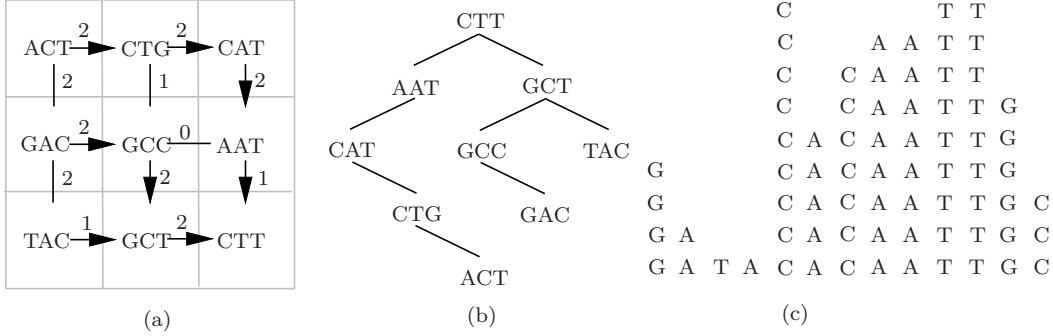 ACT 2 CTG 2 CAT
2 1 2
GAC 2 GCC 0 AAT
2 2 1
TAC 1 GCT 2 CTT
(a)
CTT
AAT GCT
CAT GCC TAC
CTG GAC
ACT
(b)
C T T
C A A T T
C C A A T T
C C A A T T G
C A C A A T T G
G C A C A A T T G
G C A C A A T T G C
G A C A C A A T T G C
G A T A C A C A A T T G C
(c)